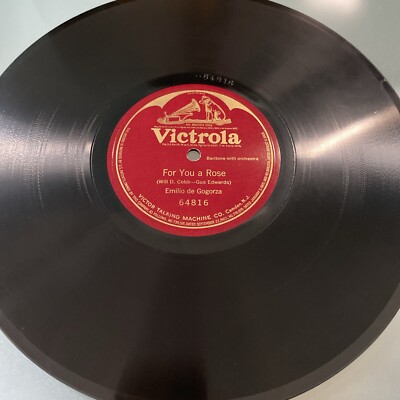 64816
Victrola
Baritone with orchestra
For You a Rose
(Will D. Cobb—Gus Edwards)
Emilio de Gogorza
64816
VICTOR TALKING MACHINE CO. Camden, N.J.